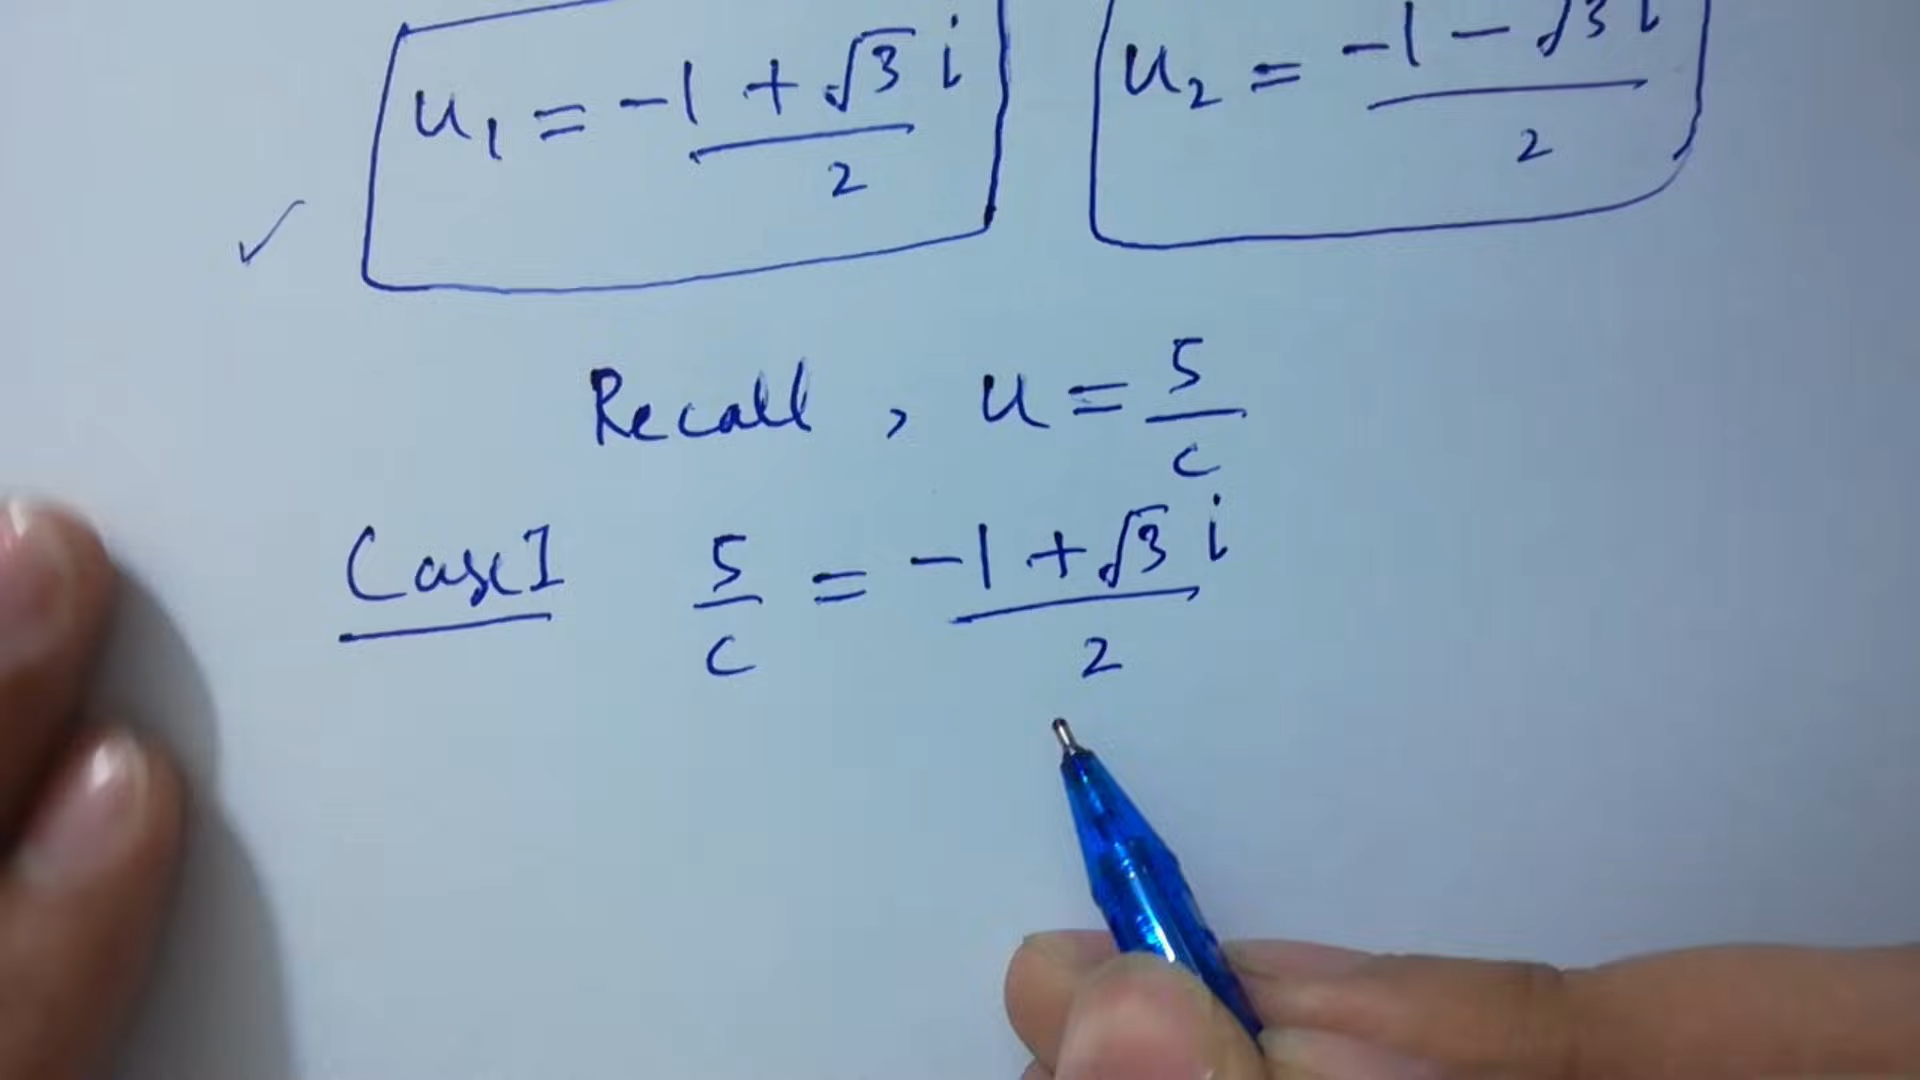 u₁ = -1 + √3 i / 2 u₂ = -1 - √3 i / 2
✓
Recall , u = 5/c
Case I 5/c = -1 + √3 i / 2